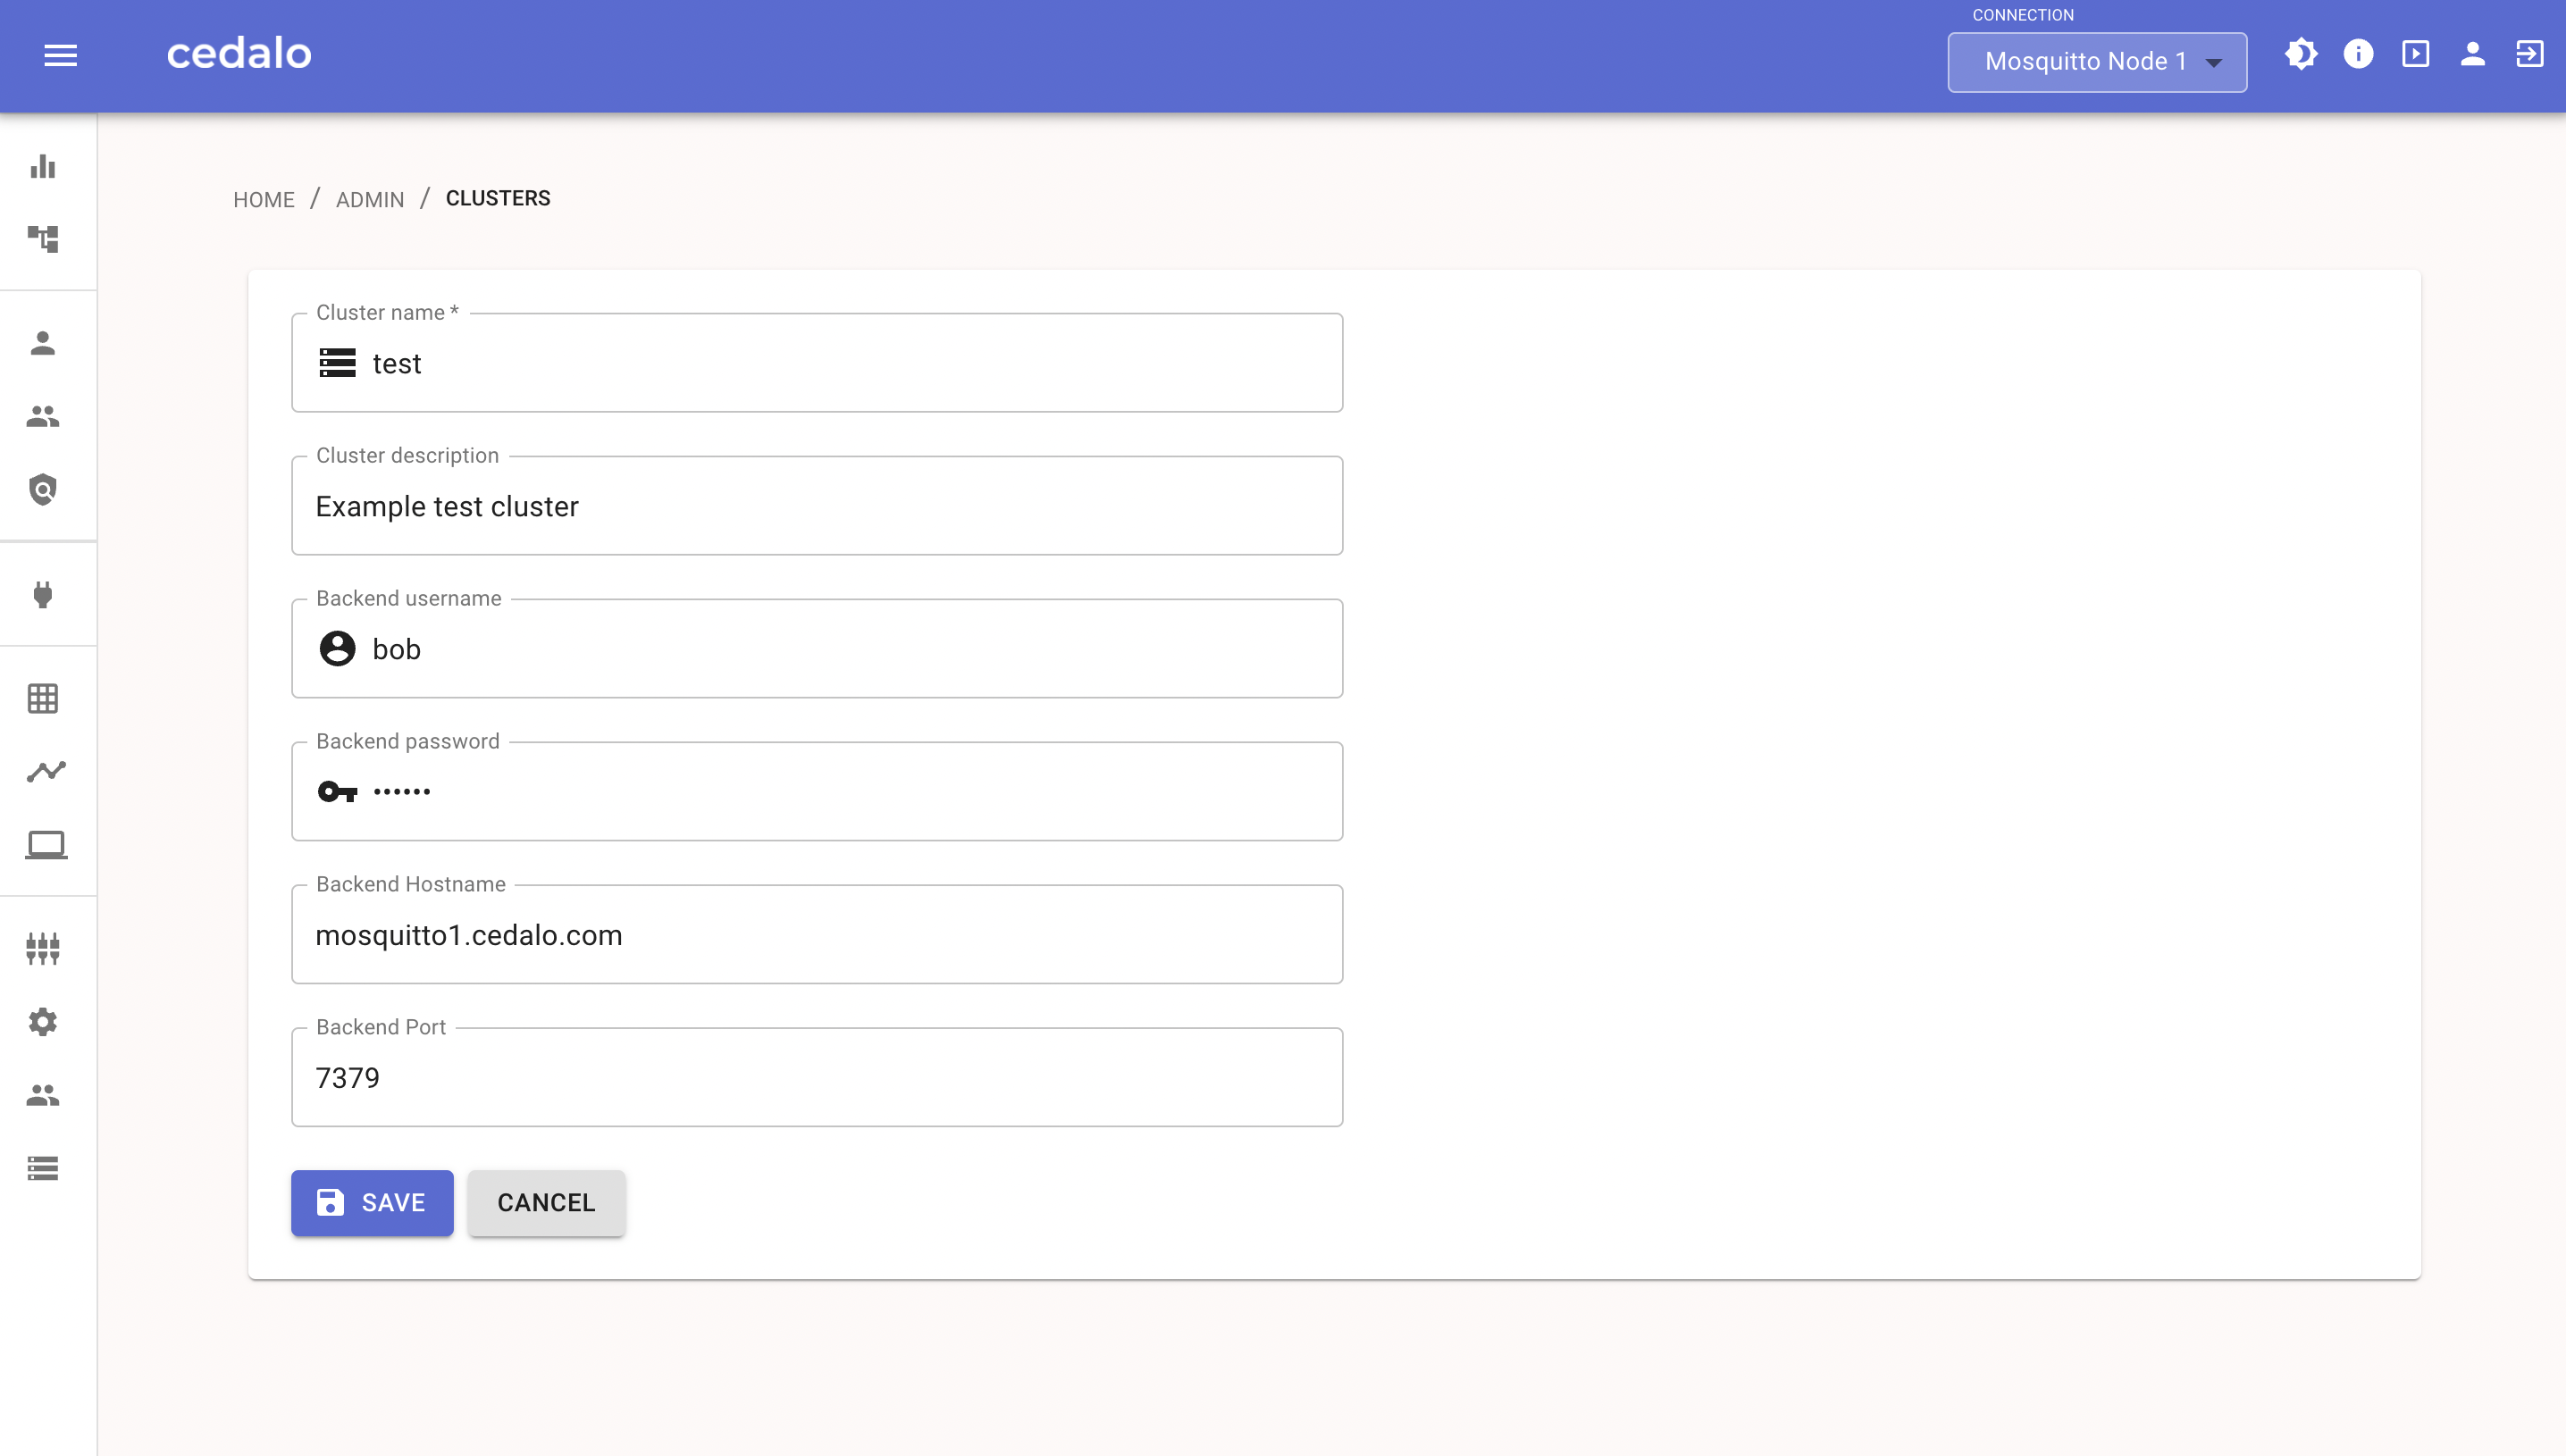 CONNECTION
cedalo
Mosquitto Node 1
HOME / ADMIN / CLUSTERS
Cluster name *
test
Cluster description
Example test cluster
Backend username
bob
Backend password
••••••
Backend Hostname
mosquitto1.cedalo.com
Backend Port
7379
SAVE CANCEL